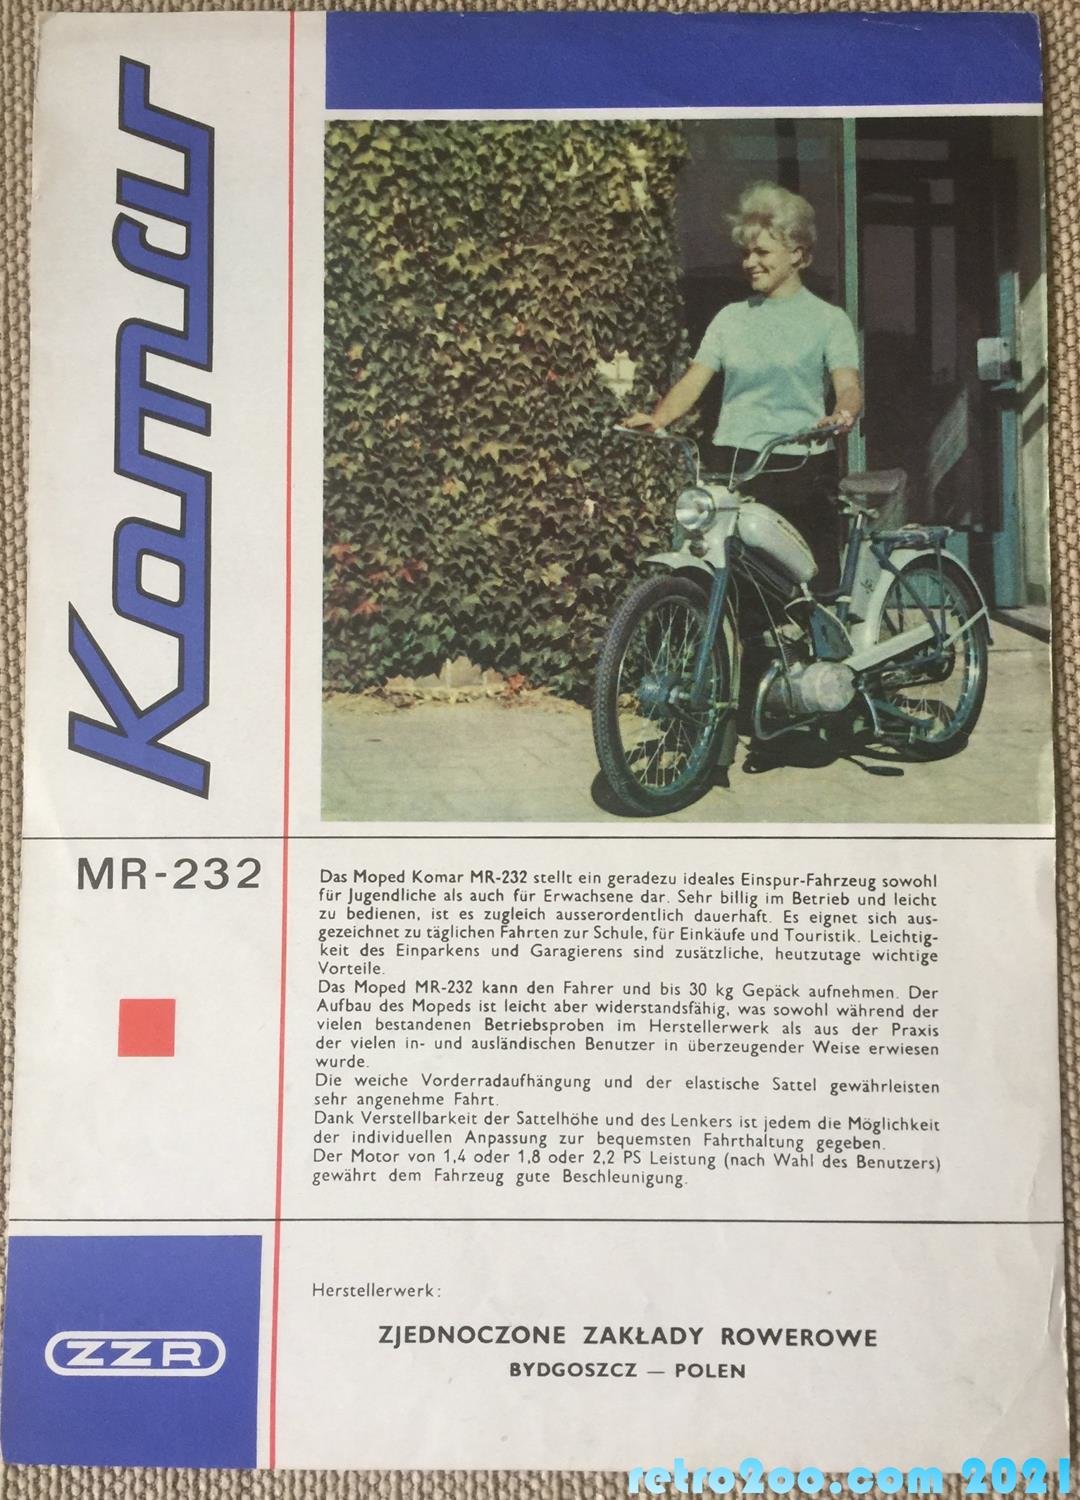 Komar
MR-232
Das Moped Komar MR-232 stellt ein geradezu ideales Einspur-Fahrzeug sowohl
für Jugendliche als auch für Erwachsene dar. Sehr billig im Betrieb und leicht
zu bedienen, ist es zugleich ausserordentlich dauerhaft. Es eignet sich aus-
gezeichnet zu täglichen Fahrten zur Schule, für Einkäufe und Touristik. Leichtig-
keit des Einparkens und Garagierens sind zusätzliche, heutzutage wichtige
Vorteile.
Das Moped MR-232 kann den Fahrer und bis 30 kg Gepäck aufnehmen. Der
Aufbau des Mopeds ist leicht aber widerstandsfähig, was sowohl während der
vielen bestandenen Betriebsproben im Herstellerwerk als aus der Praxis
der vielen in- und ausländischen Benutzer in überzeugender Weise erwiesen
wurde.
Die weiche Vorderradaufhängung und der elastische Sattel gewährleisten
sehr angenehme Fahrt.
Dank Verstellbarkeit der Sattelhöhe und des Lenkers ist jedem die Möglichkeit
der individuellen Anpassung zur bequemsten Fahrthaltung gegeben.
Der Motor von 1,4 oder 1,8 oder 2,2 PS Leistung (nach Wahl des Benutzers)
gewährt dem Fahrzeug gute Beschleunigung.
ZZR
Herstellerwerk:
ZJEDNOCZONE ZAKŁADY ROWEROWE
BYDGOSZCZ — POLEN
retro2oo.com 2021